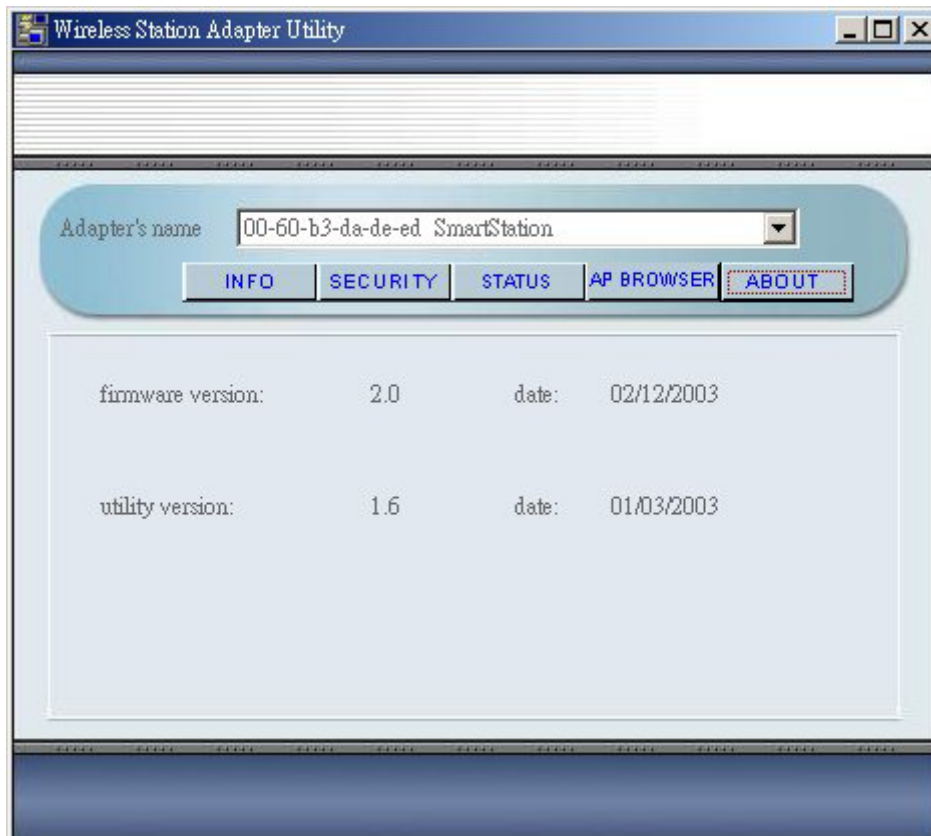 Wireless Station Adapter Utility
Adapter's name 00-60-b3-da-de-ed SmartStation
INFO SECURITY STATUS AP BROWSER ABOUT
firmware version: 2.0 date: 02/12/2003
utility version: 1.6 date: 01/03/2003